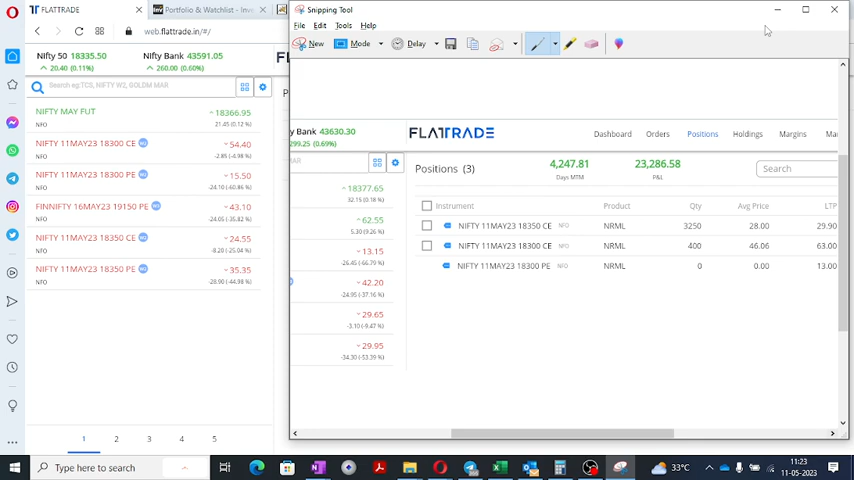 FLATTRADE
Portfolio & Watchlist - Inve
web.flattrade.in/#/
Nifty 50 18335.50
20.40 (0.11%)
Nifty Bank 43591.05
260.00 (0.60%)
Search eg:TCS, NIFTY W2, GOLDM MAR
NIFTY MAY FUT 18366.95
NFO 21.45 (0.12 %)
NIFTY 11MAY23 18300 CE W2 54.40
NFO -2.85 (-4.98 %)
NIFTY 11MAY23 18300 PE W2 15.50
NFO -24.10 (-60.86 %)
FINNIFTY 16MAY23 19150 PE W3 43.10
NFO -24.05 (-35.82 %)
NIFTY 11MAY23 18350 CE W2 24.55
NFO -8.20 (-25.04 %)
NIFTY 11MAY23 18350 PE W2 35.35
NFO -28.90 (-44.98 %)
1 2 3 4 5
Snipping Tool
File Edit Tools Help
New Mode Delay
y Bank 43630.30
299.25 (0.69%)
FLATTRADE
Dashboard Orders Positions Holdings Margins Mar
MAR
18377.65
32.15 (0.18 %)
62.55
5.30 (9.26 %)
13.15
-26.45 (-66.79 %)
42.20
-24.95 (-37.16 %)
29.65
-3.10 (-9.47 %)
29.95
-34.30 (-53.39 %)
Positions (3)
4,247.81
Days MTM
23,286.58
P&L
Search
Instrument Product Qty Avg Price LTP
NIFTY 11MAY23 18350 CE NFO NRML 3250 28.00 29.90
NIFTY 11MAY23 18300 CE NFO NRML 400 46.06 63.00
NIFTY 11MAY23 18300 PE NFO NRML 0 0.00 13.00
Type here to search
33°C
11:23
11-05-2023